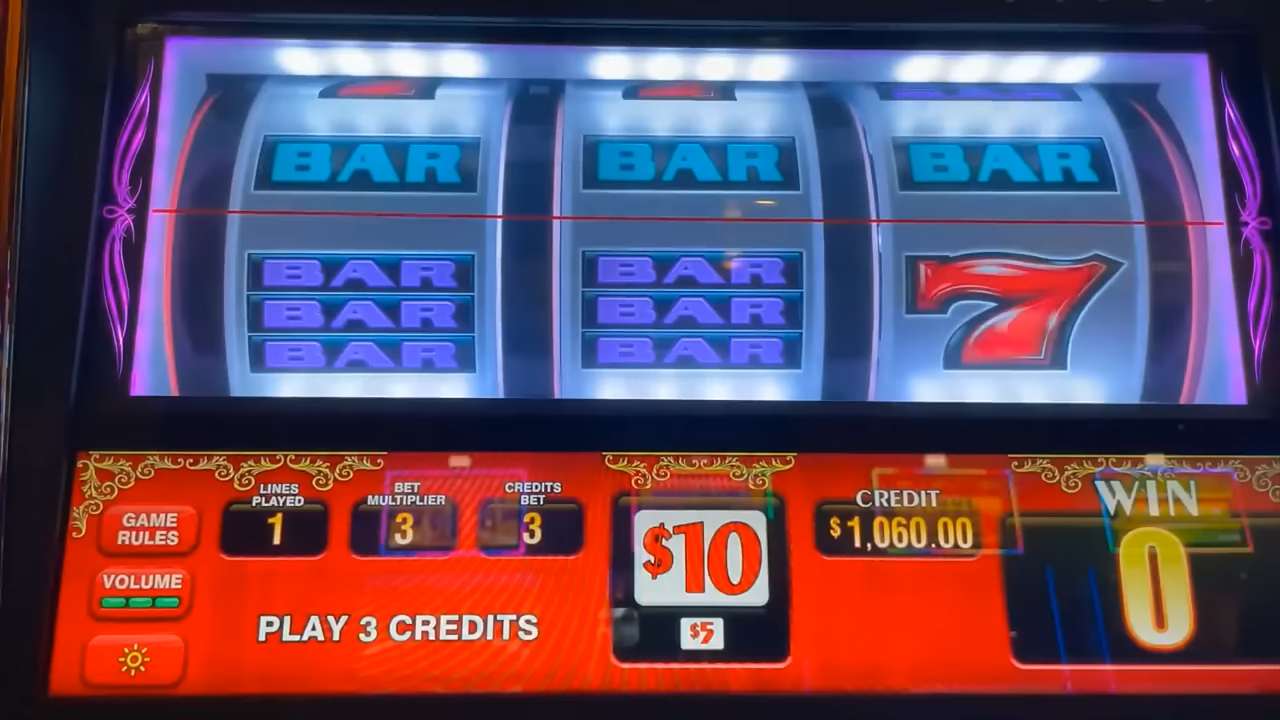 BAR BAR BAR
BAR BAR
BAR BAR
BAR BAR
7
LINES PLAYED
1
BET MULTIPLIER
3
CREDITS BET
3
GAME RULES
VOLUME
PLAY 3 CREDITS
$10
$5
CREDIT
$1,060.00
WIN
0